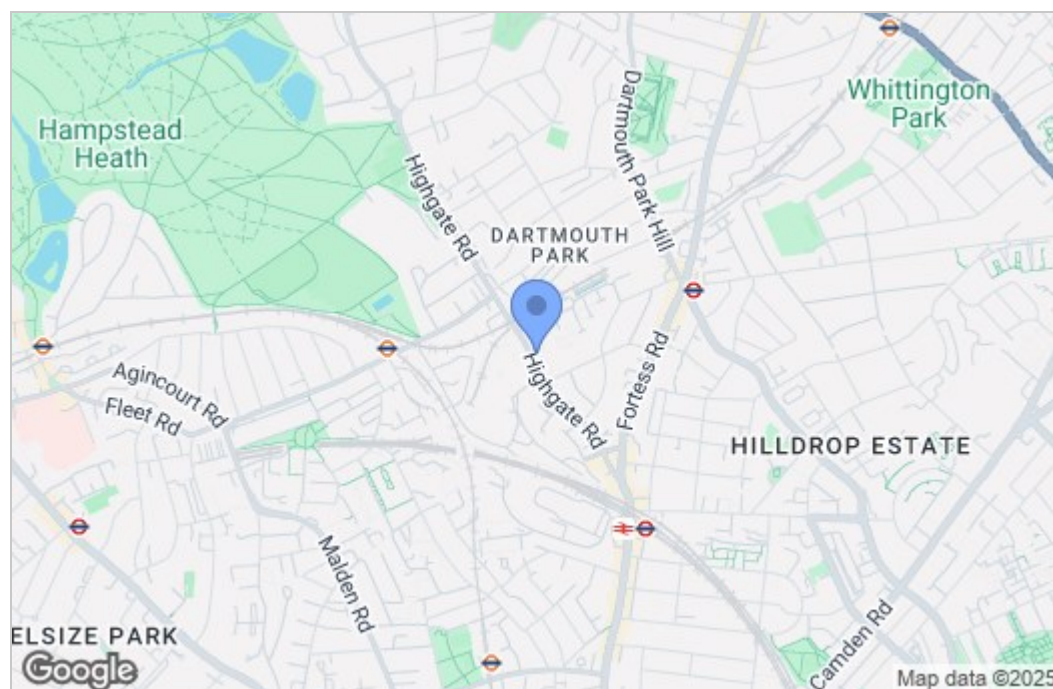 Hampstead
Heath
Whittington
Park
Dartmouth Park Hill
Highgate Rd
DARTMOUTH
PARK
Agincourt Rd
Fleet Rd
Highgate Rd
Fortess Rd
HILLDROP ESTATE
Malden Rd
ELSIZE PARK
Camden Rd
Google
Map data ©2025